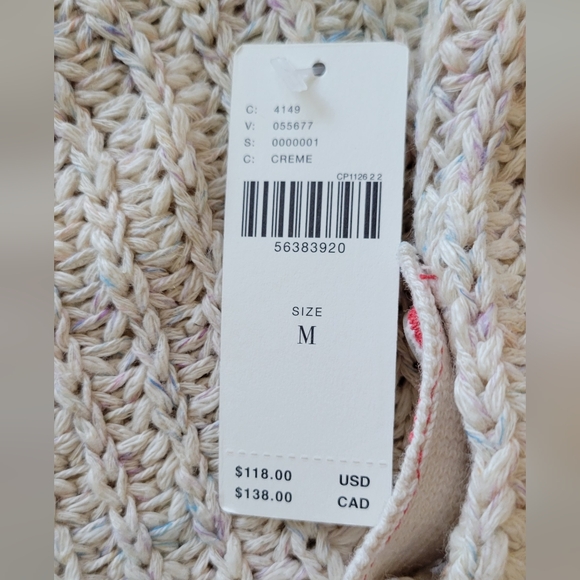 C: 4149
V: 055677
S: 0000001
C: CREME
CP1126 2 2
56383920
SIZE
M
$118.00 USD
$138.00 CAD